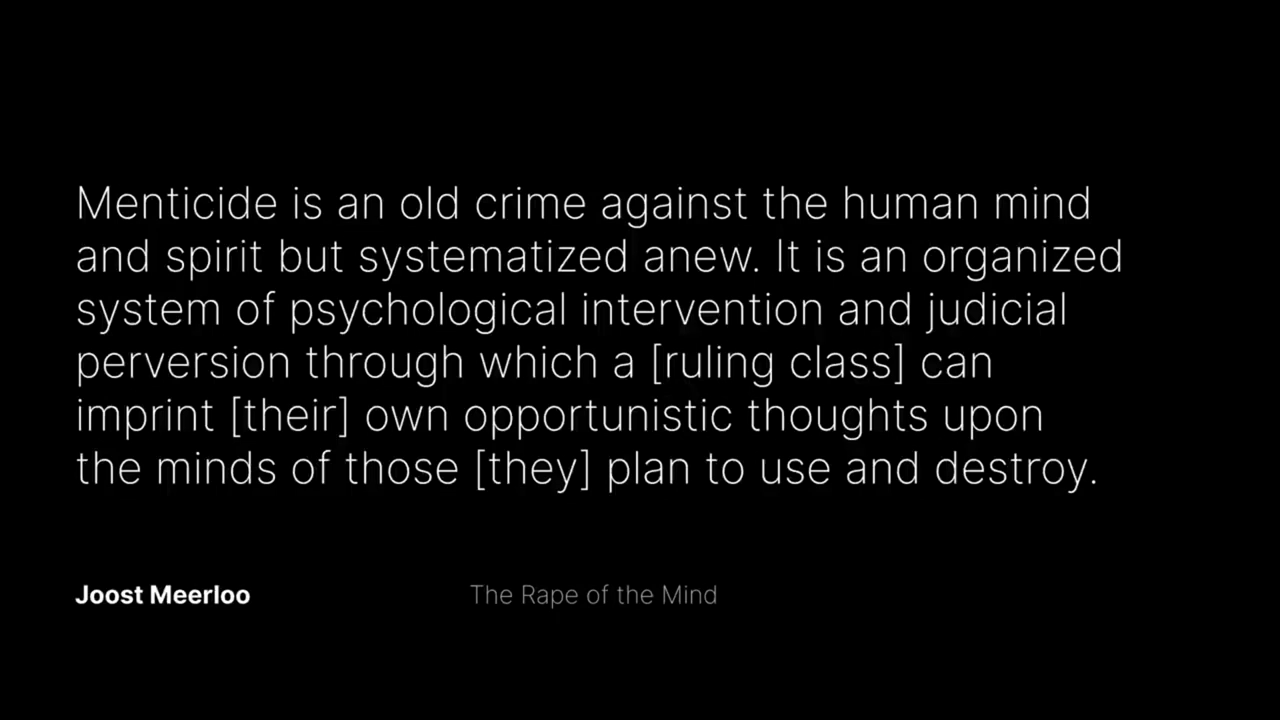 Menticide is an old crime against the human mind
and spirit but systematized anew. It is an organized
system of psychological intervention and judicial
perversion through which a [ruling class] can
imprint [their] own opportunistic thoughts upon
the minds of those [they] plan to use and destroy.
Joost Meerloo
The Rape of the Mind